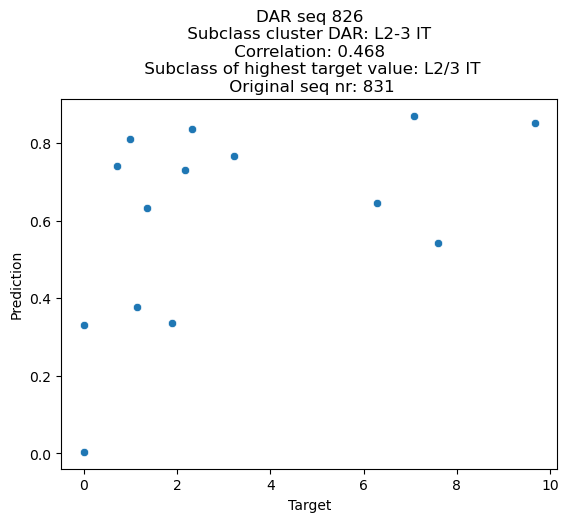 DAR seq 826
Subclass cluster DAR: L2-3 IT
Correlation: 0.468
Subclass of highest target value: L2/3 IT
Original seq nr: 831
Prediction
0.8
0.6
0.4
0.2
0.0
0 2 4 6 8 10
Target